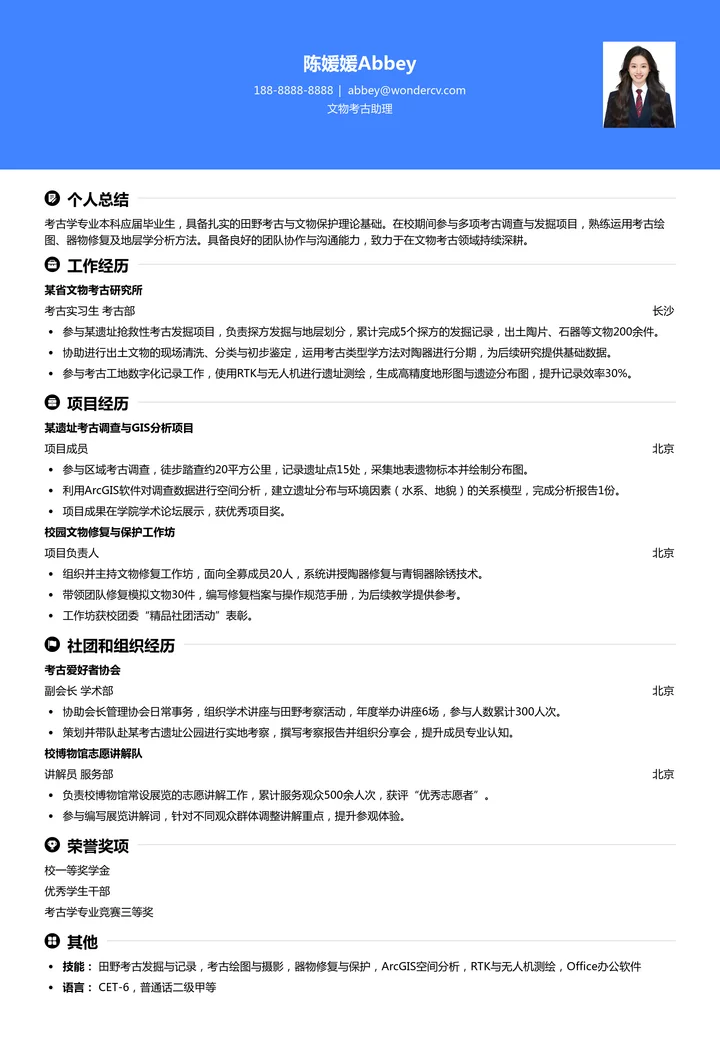 陈媛媛Abbey
188-8888-8888 | abbey@wondercv.com
文物考古助理
个人总结
考古学专业本科应届毕业生，具备扎实的田野考古与文物保护理论基础。在校期间参与多项考古调查与发掘项目，熟练运用考古绘
图、器物修复及地层学分析方法。具备良好的团队协作与沟通能力，致力于在文物考古领域持续深耕。
工作经历
某省文物考古研究所
考古实习生 考古部 长沙
• 参与某遗址抢救性考古发掘项目，负责探方发掘与地层划分，累计完成5个探方的发掘记录，出土陶片、石器等文物200余件。
• 协助进行出土文物的现场清洗、分类与初步鉴定，运用考古类型学方法对陶器进行分期，为后续研究提供基础数据。
• 参与考古工地数字化记录工作，使用RTK与无人机进行遗址测绘，生成高精度地形图与遗迹分布图，提升记录效率30%。
项目经历
某遗址考古调查与GIS分析项目
项目成员 北京
• 参与区域考古调查，徒步踏查约20平方公里，记录遗址点15处，采集地表遗物标本并绘制分布图。
• 利用ArcGIS软件对调查数据进行空间分析，建立遗址分布与环境因素（水系、地貌）的关系模型，完成分析报告1份。
• 项目成果在学院学术论坛展示，获优秀项目奖。
校园文物修复与保护工作坊
项目负责人 北京
• 组织并主持文物修复工作坊，面向全募成员20人，系统讲授陶器修复与青铜器除锈技术。
• 带领团队修复模拟文物30件，编写修复档案与操作规范手册，为后续教学提供参考。
• 工作坊获校团委“精品社团活动”表彰。
社团和组织经历
考古爱好者协会
副会长 学术部 北京
• 协助会长管理协会日常事务，组织学术讲座与田野考察活动，年度举办讲座6场，参与人数累计300人次。
• 策划并带队赴某考古遗址公园进行实地考察，撰写考察报告并组织分享会，提升成员专业认知。
校博物馆志愿讲解队
讲解员 服务部 北京
• 负责校博物馆常设展览的志愿讲解工作，累计服务观众500余人次，获评“优秀志愿者”。
• 参与编写展览讲解词，针对不同观众群体调整讲解重点，提升参观体验。
荣誉奖项
校一等奖学金
优秀学生干部
考古学专业竞赛三等奖
其他
• 技能： 田野考古发掘与记录，考古绘图与摄影，器物修复与保护，ArcGIS空间分析，RTK与无人机测绘，Office办公软件
• 语言： CET-6，普通话二级甲等